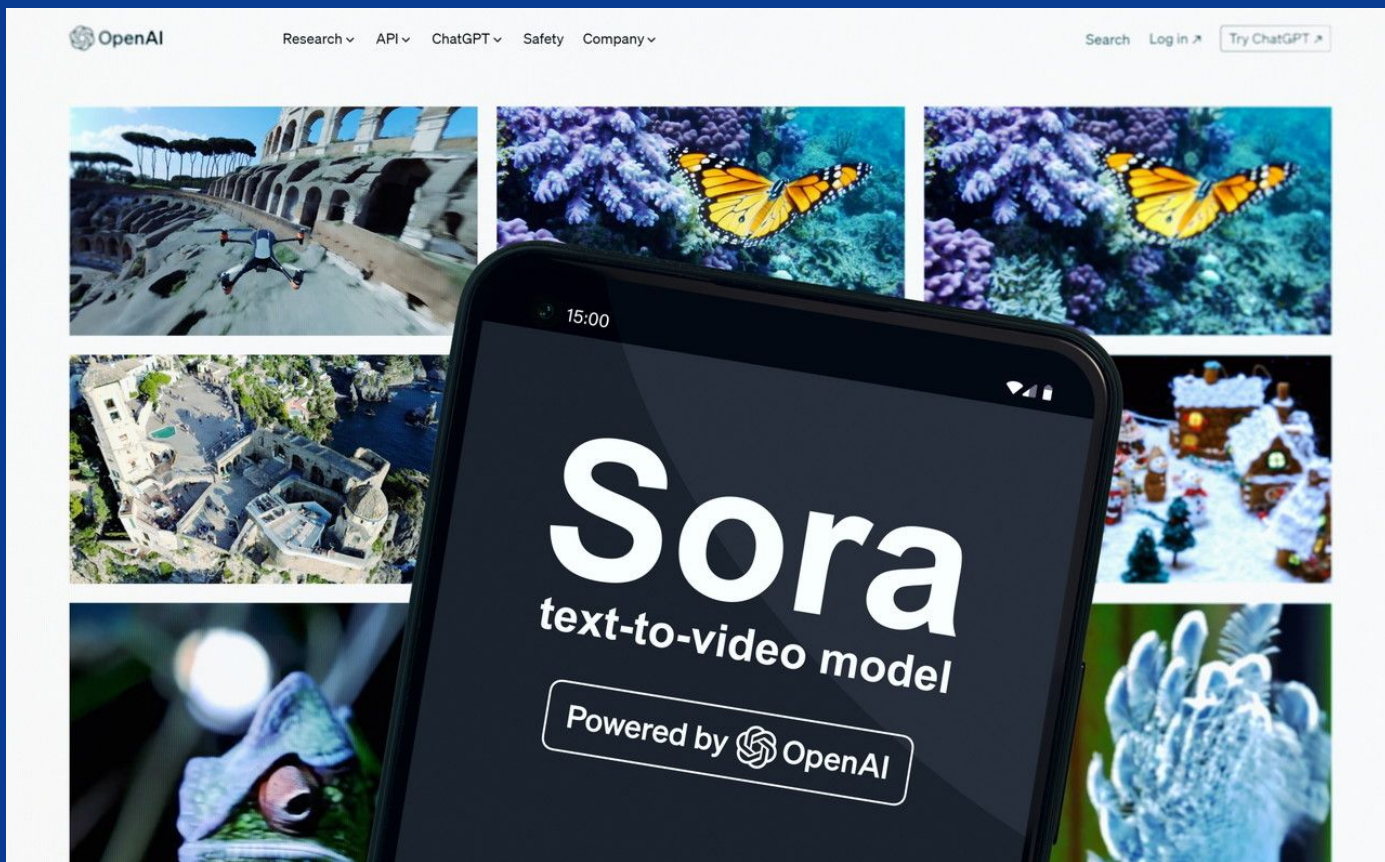 OpenAI
Research API ChatGPT Safety Company
Search Log in Try ChatGPT
15:00
Sora
text-to-video model
Powered by OpenAI